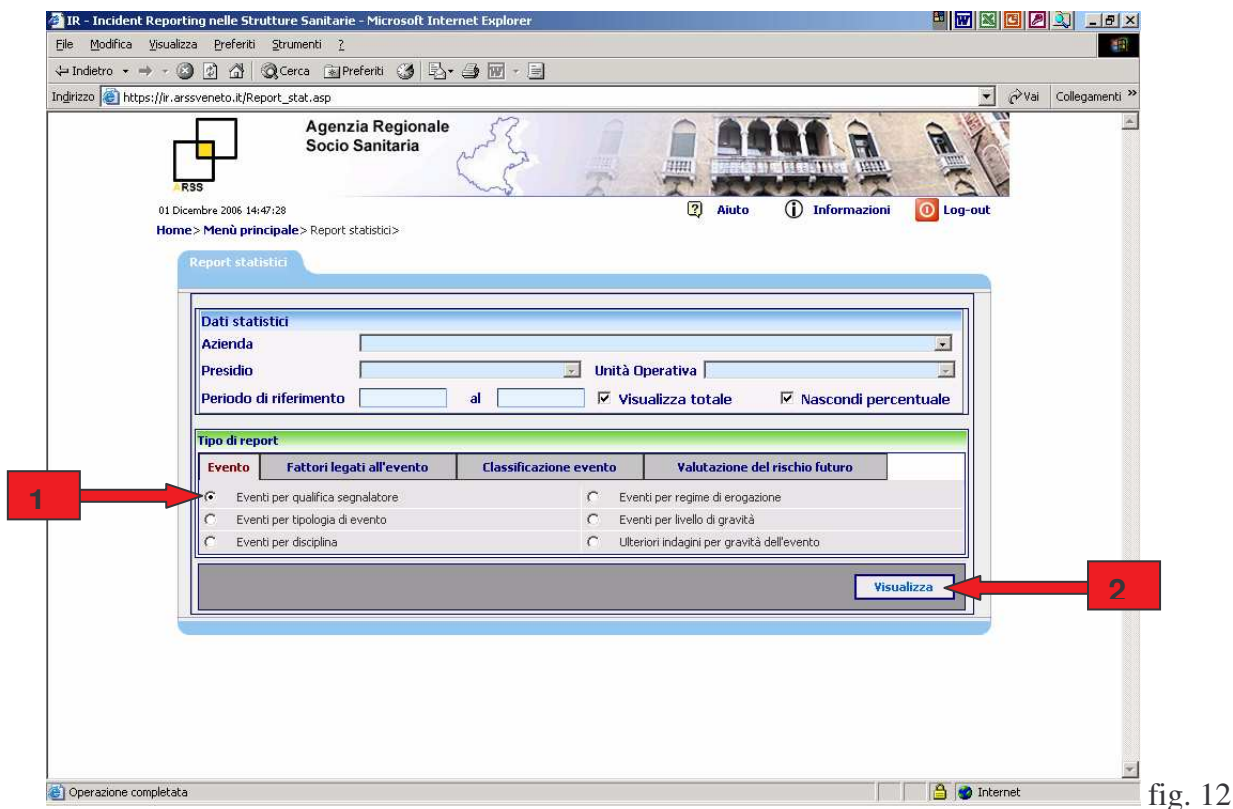 IR - Incident Reporting nelle Strutture Sanitarie - Microsoft Internet Explorer
File Modifica Visualizza Preferiti Strumenti ?
Indietro Cerca Preferiti
Indirizzo https://ir.arssveneto.it/Report_stat.asp Vai Collegamenti »
Agenzia Regionale
Socio Sanitaria
ARSS
01 Dicembre 2006 14:47:28 Aiuto Informazioni Log-out
Home> Menù principale> Report statistici>
Report statistici
Dati statistici
Azienda
Presidio Unità Operativa
Periodo di riferimento al Visualizza totale Nascondi percentuale
Tipo di report
Evento Fattori legati all'evento Classificazione evento Valutazione del rischio futuro
1 Eventi per qualifica segnalatore Eventi per regime di erogazione
Eventi per tipologia di evento Eventi per livello di gravità
Eventi per disciplina Ulteriori indagini per gravità dell'evento
Visualizza 2
Operazione completata Internet
fig. 12